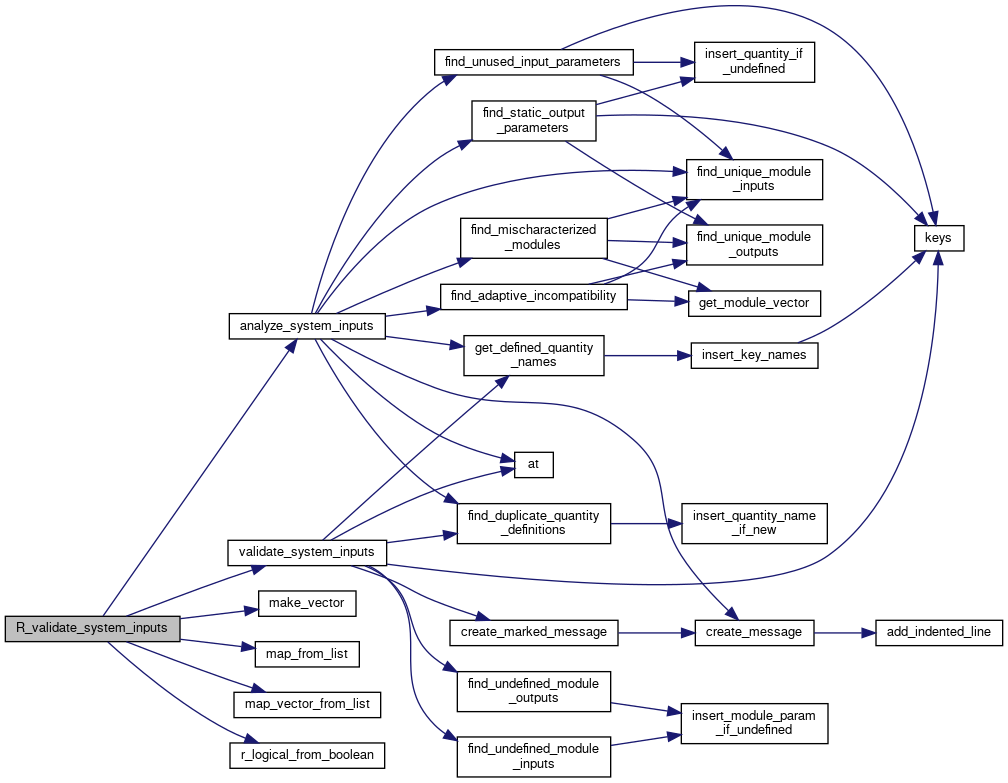 find_unused_input_parameters
insert_quantity_if
_undefined
find_static_output
_parameters
find_unique_module
_inputs
find_mischaracterized
_modules
find_unique_module
_outputs
keys
find_adaptive_incompatibility
get_module_vector
analyze_system_inputs
get_defined_quantity
_names
insert_key_names
at
find_duplicate_quantity
_definitions
insert_quantity_name
_if_new
validate_system_inputs
make_vector
R_validate_system_inputs
create_marked_message
create_message
add_indented_line
map_from_list
find_undefined_module
_outputs
map_vector_from_list
insert_module_param
_if_undefined
r_logical_from_boolean
find_undefined_module
_inputs